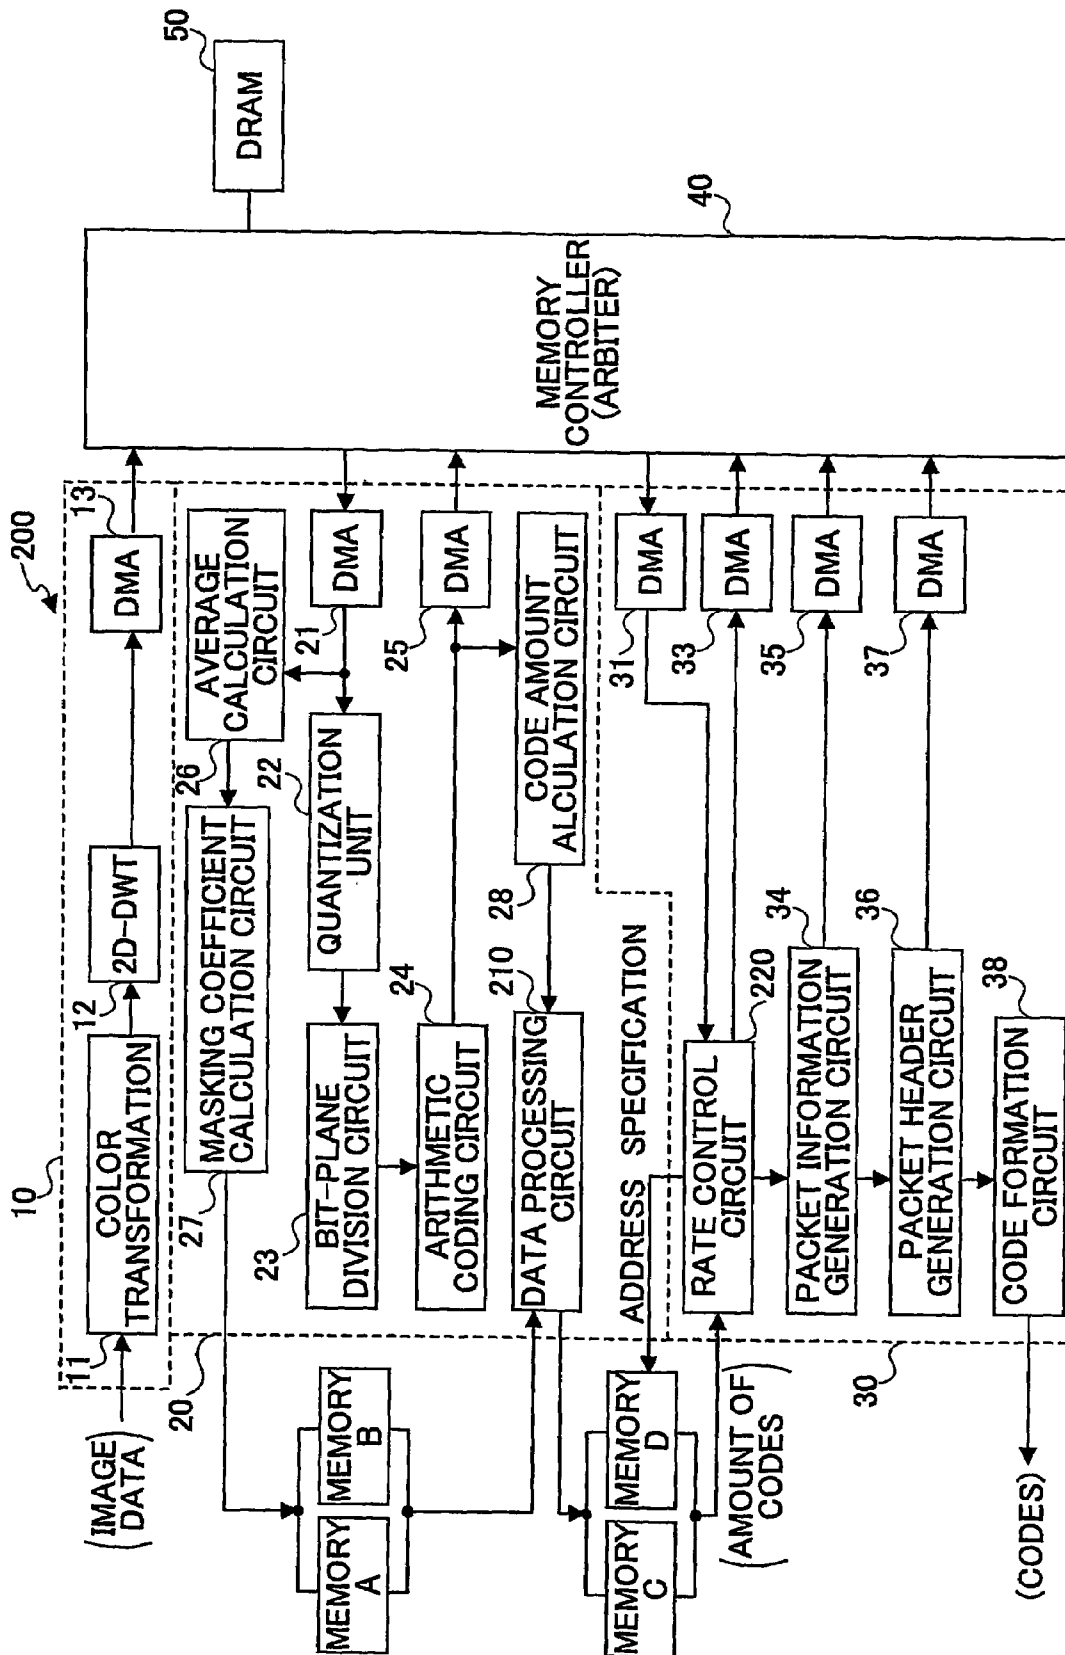 200
10
(IMAGE
DATA)
11
COLOR
TRANSFORMATION
12
2D-DWT
13
DMA
50
DRAM
40
MEMORY
CONTROLLER
(ARBITER)
20
27
MASKING COEFFICIENT
CALCULATION CIRCUIT
26
AVERAGE
CALCULATION
CIRCUIT
21
DMA
22
QUANTIZATION
UNIT
23
BIT-PLANE
DIVISION CIRCUIT
24
ARITHMETIC
CODING CIRCUIT
25
DMA
28
CODE AMOUNT
ALCULATION CIRCUIT
210
DATA PROCESSING
CIRCUIT
MEMORY
A
MEMORY
B
MEMORY
C
MEMORY
D
ADDRESS SPECIFICATION
(AMOUNT OF
CODES)
30
31
DMA
220
RATE CONTROL
CIRCUIT
33
DMA
34
PACKET INFORMATION
GENERATION CIRCUIT
35
DMA
36
PACKET HEADER
GENERATION CIRCUIT
37
DMA
38
CODE FORMATION
CIRCUIT
(CODES)